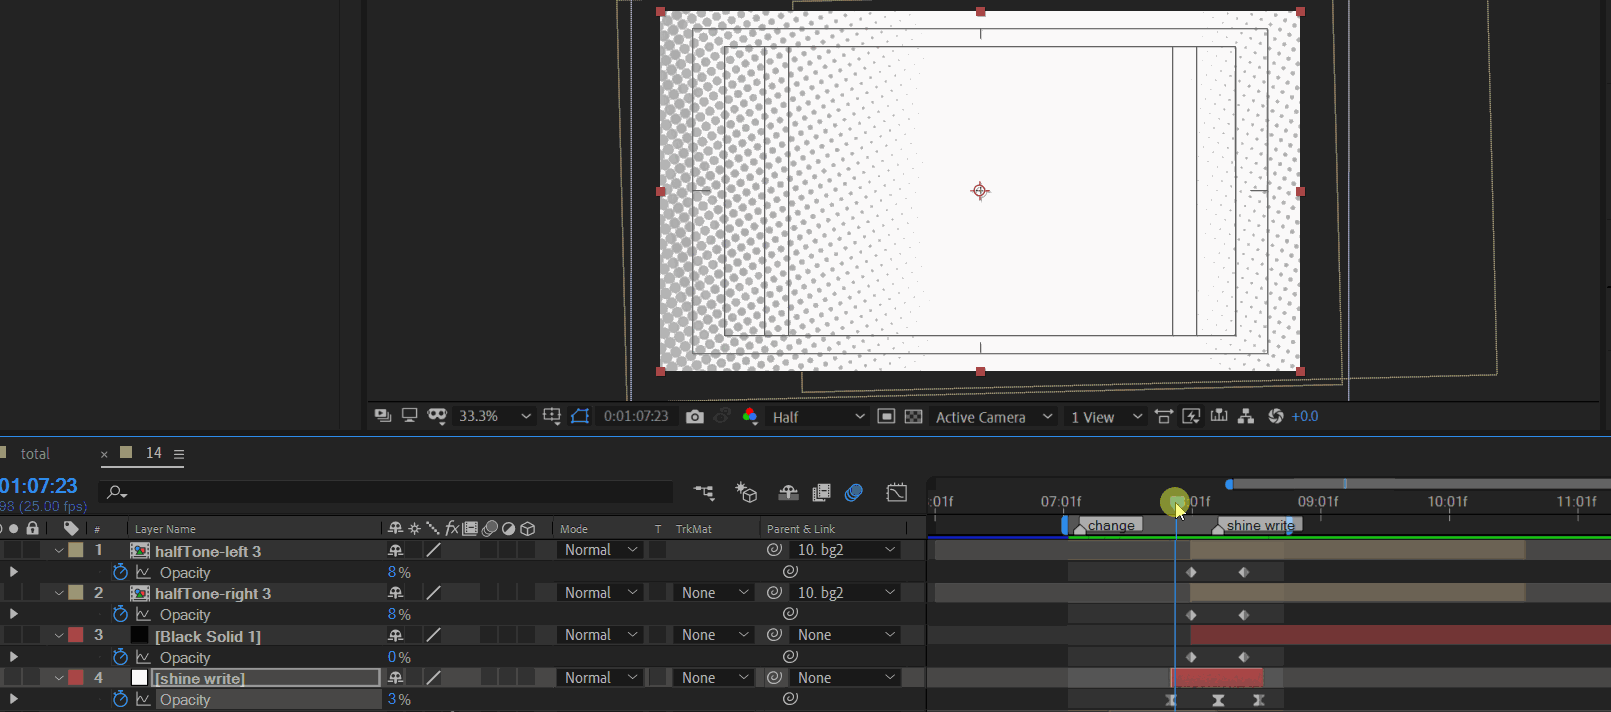 33.3%
0:01:07:23
Half
Active Camera
1 View
+0.0
total
× 14
01:07:23
98 (25.00 fps)
:01f 07:01f :01f 09:01f 10:01f 11:01f
change
shine write
# Layer Name
Mode T TrkMat
Parent & Link
1 halfTone-left 3 Normal 10. bg2
Opacity 8%
2 halfTone-right 3 Normal None 10. bg2
Opacity 8%
3 [Black Solid 1] Normal None None
Opacity 0%
4 [shine write] Normal None None
Opacity 3%